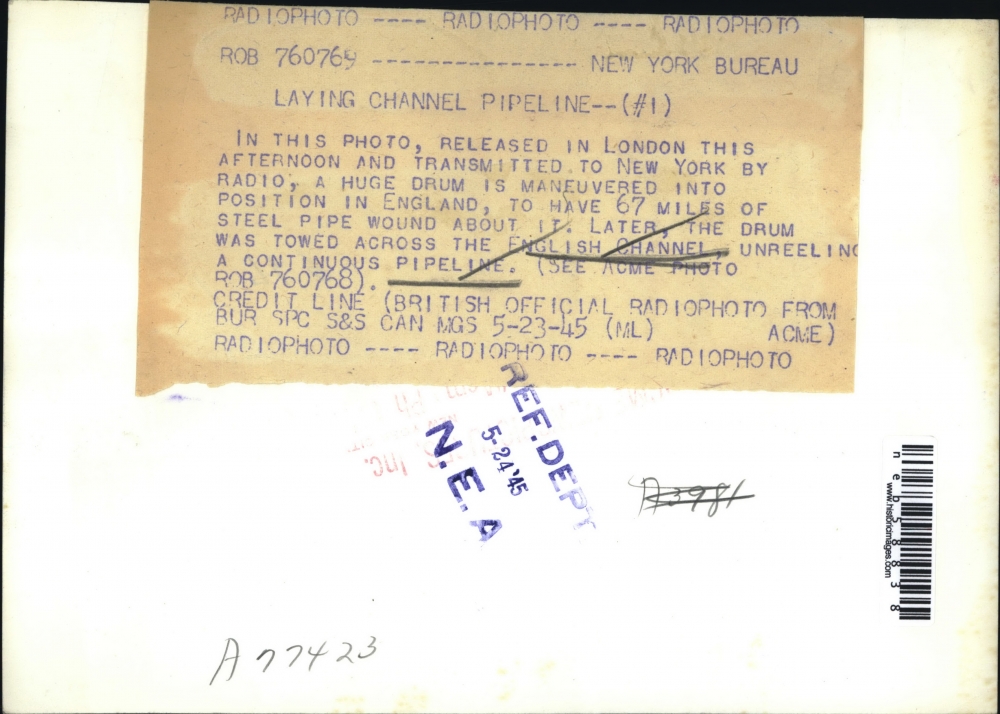 RADIOPHOTO ---- RADIOPHOTO ---- RADIOPHOTO
ROB 760769 --------------- NEW YORK BUREAU
LAYING CHANNEL PIPELINE--(#1)
IN THIS PHOTO, RELEASED IN LONDON THIS
AFTERNOON AND TRANSMITTED TO NEW YORK BY
RADIO, A HUGE DRUM IS MANEUVERED INTO
POSITION IN ENGLAND, TO HAVE 67 MILES OF
STEEL PIPE WOUND ABOUT IT. LATER, THE DRUM
WAS TOWED ACROSS THE ENGLISH CHANNEL, UNREELING
A CONTINUOUS PIPELINE. (SEE ACME PHOTO
ROB 760768).
CREDIT LINE (BRITISH OFFICIAL RADIOPHOTO FROM
BUR SPC S&S CAN MGS 5-23-45 (ML) ACME)
RADIOPHOTO ---- RADIOPHOTO ---- RADIOPHOTO
REF. DEPT
5-24'45
N.E.A
Inc.
A3981
A77423
neb58838
www.historicimages.com